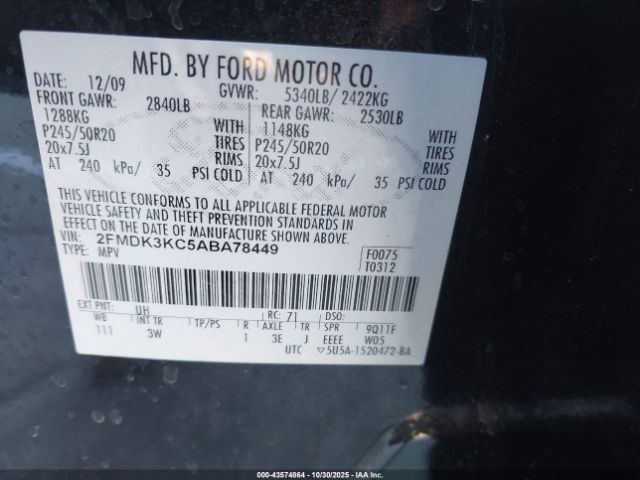 MFD. BY FORD MOTOR CO.
DATE: 12/09 GVWR: 5340LB/ 2422KG
FRONT GAWR: 2840LB REAR GAWR: 2530LB
1288KG WITH 1148KG WITH
P245/50R20 TIRES P245/50R20 TIRES
20x7.5J RIMS 20x7.5J RIMS
AT 240 kPa/ 35 PSI COLD AT 240 kPa/ 35 PSI COLD
THIS VEHICLE CONFORMS TO ALL APPLICABLE FEDERAL MOTOR
VEHICLE SAFETY AND THEFT PREVENTION STANDARDS IN
EFFECT ON THE DATE OF MANUFACTURE SHOWN ABOVE.
VIN: 2FMDK3KC5ABA78449 F0075
TYPE: MPV T0312
EXT PNT: UH RC: 71 DSO:
WB INT TR TP/PS R AXLE TR SPR 9Q11F
111 3W 1 3E J EEEE W05
UTC ▽5U5A-1520472-BA
000-43574864 | 10/30/2025 - IAA, Inc.